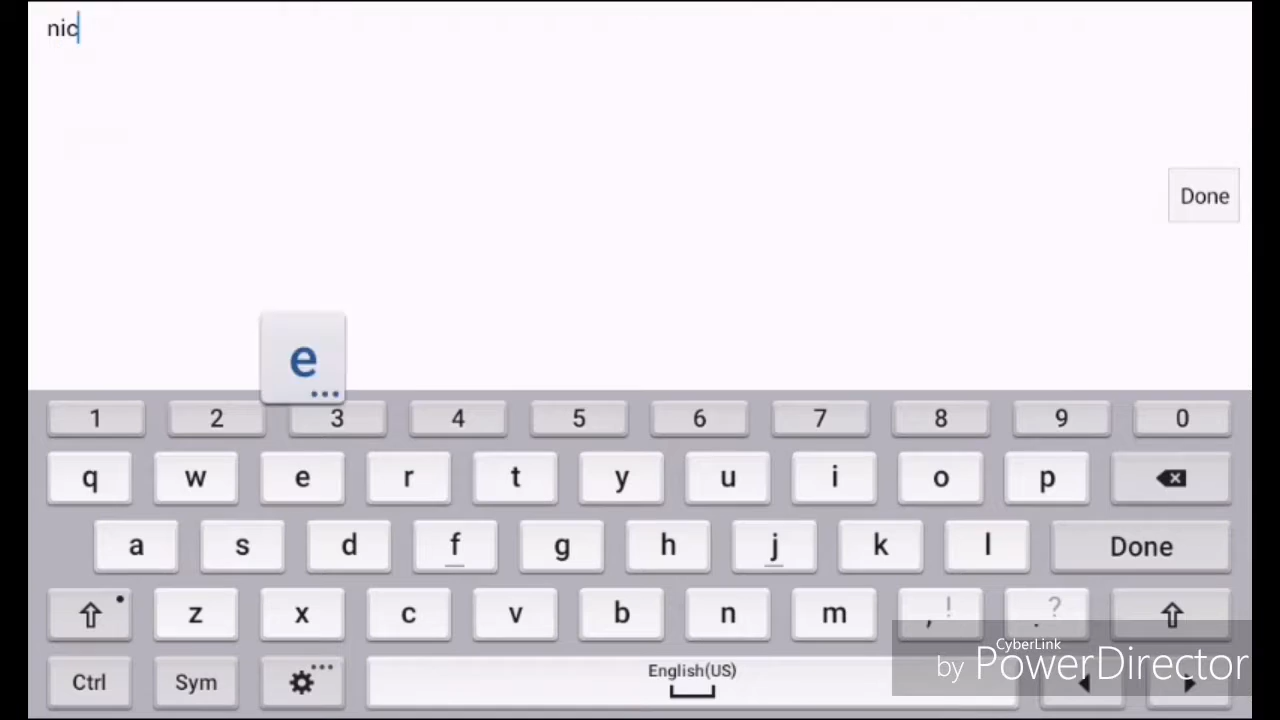 nic
Done
e
1 2 3 4 5 6 7 8 9 0
q w e r t y u i o p
a s d f g h j k l Done
z x c v b n m , ! . ?
Ctrl Sym English(US)
CyberLink
by PowerDirector